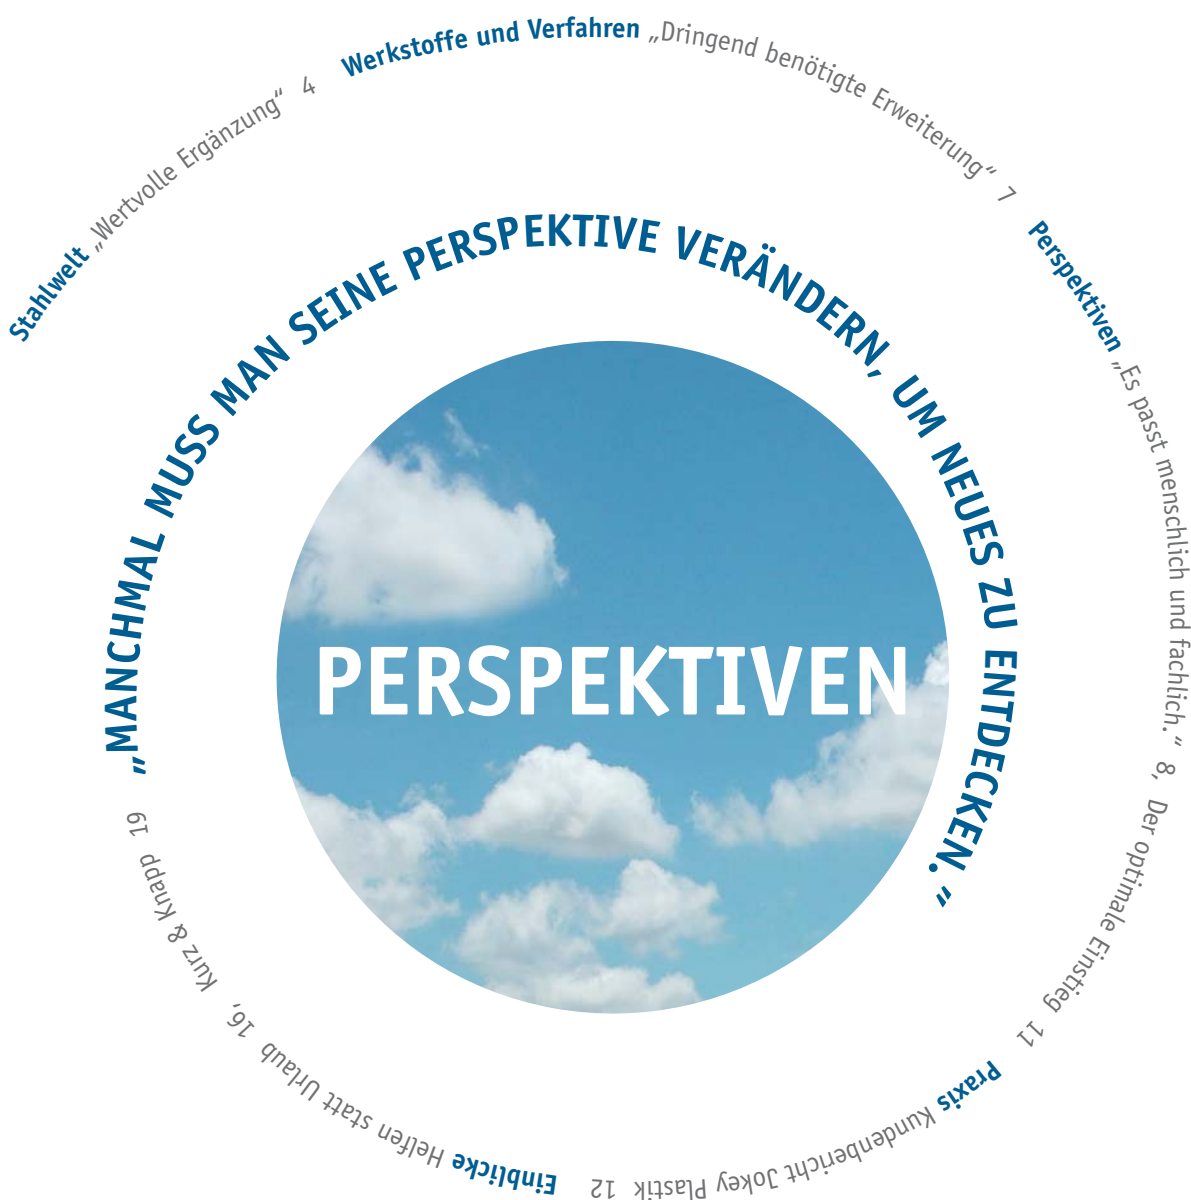 Stahlwelt „Wertvolle Ergänzung“ 4 Werkstoffe und Verfahren „Dringend benötigte Erweiterung“ 7 Perspektiven „Es passt menschlich und fachlich.“ 8, Der optimale Einstieg 11 Praxis Kundenbericht Jokey Plastik 12 Einblicke Helfen statt Urlaub 16, Kurz & Knapp 19
„MANCHMAL MUSS MAN SEINE PERSPEKTIVE VERÄNDERN, UM NEUES ZU ENTDECKEN.“
PERSPEKTIVEN